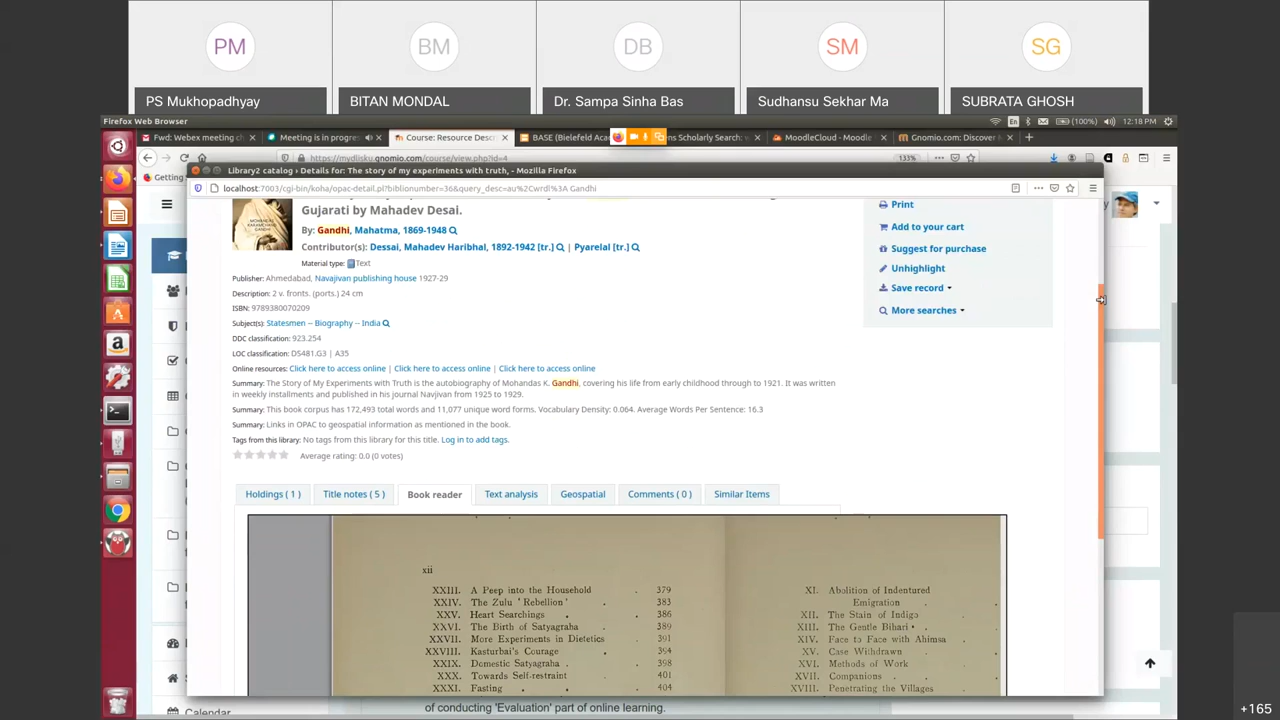 PM
BM
DB
SM
SG
PS Mukhopadhyay
BITAN MONDAL
Dr. Sampa Sinha Bas
Sudhansu Sekhar Ma
SUBRATA GHOSH
Firefox Web Browser
En
(100%)
12:18 PM
Fwd: Webex meeting ch
Meeting is in progres
Course: Resource Descr
BASE (Bielefeld Aca
ns Scholarly Search:
MoodleCloud - Moodle
Gnomio.com: Discover M
https://mydlisku.gnomio.com/course/view.php?id=4
133%
Getting
Library2 catalog › Details for: The story of my experiments with truth, - Mozilla Firefox
localhost:7003/cgi-bin/koha/opac-detail.pl?biblionumber=36&query_desc=au%2Cwrdl%3A Gandhi
Gujarati by Mahadev Desai.
By: Gandhi, Mahatma, 1869-1948
Contributor(s): Dessai, Mahadev Haribhal, 1892-1942 [tr.] | Pyarelal [tr.]
Material type: Text
Publisher: Ahmedabad, Navajivan publishing house 1927-29
Description: 2 v. fronts. (ports.) 24 cm
ISBN: 9789380070209
Subject(s): Statesmen -- Biography -- India
DDC classification: 923.254
LOC classification: DS481.G3 | A35
Online resources: Click here to access online | Click here to access online | Click here to access online
Summary: The Story of My Experiments with Truth is the autobiography of Mohandas K. Gandhi, covering his life from early childhood through to 1921. It was written
in weekly installments and published in his journal Navjivan from 1925 to 1929.
Summary: This book corpus has 172,493 total words and 11,077 unique word forms. Vocabulary Density: 0.064. Average Words Per Sentence: 16.3
Summary: Links in OPAC to geospatial information as mentioned in the book.
Tags from this library: No tags from this library for this title. Log in to add tags.
Average rating: 0.0 (0 votes)
Print
Add to your cart
Suggest for purchase
Unhighlight
Save record
More searches
Holdings ( 1 )
Title notes ( 5 )
Book reader
Text analysis
Geospatial
Comments ( 0 )
Similar Items
xii
XXIII. A Peep into the Household . 379
XXIV. The Zulu 'Rebellion' . 383
XXV. Heart Searchings . 386
XXVI. The Birth of Satyagraha . 389
XXVII. More Experiments in Dietetics . 391
XXVIII. Kasturbai's Courage . 394
XXIX. Domestic Satyagraha . . 398
XXX. Towards Self-restraint . 401
XXXI. Fasting . . . 404
XI. Abolition of Indentured
Emigration . .
XII. The Stain of Indigo .
XIII. The Gentle Bihari . .
XIV. Face to Face with Ahimsa .
XV. Case Withdrawn . .
XVI. Methods of Work . .
XVII. Companions . .
XVIII. Penetrating the Villages .
of conducting 'Evaluation' part of online learning.
Calendar
+165